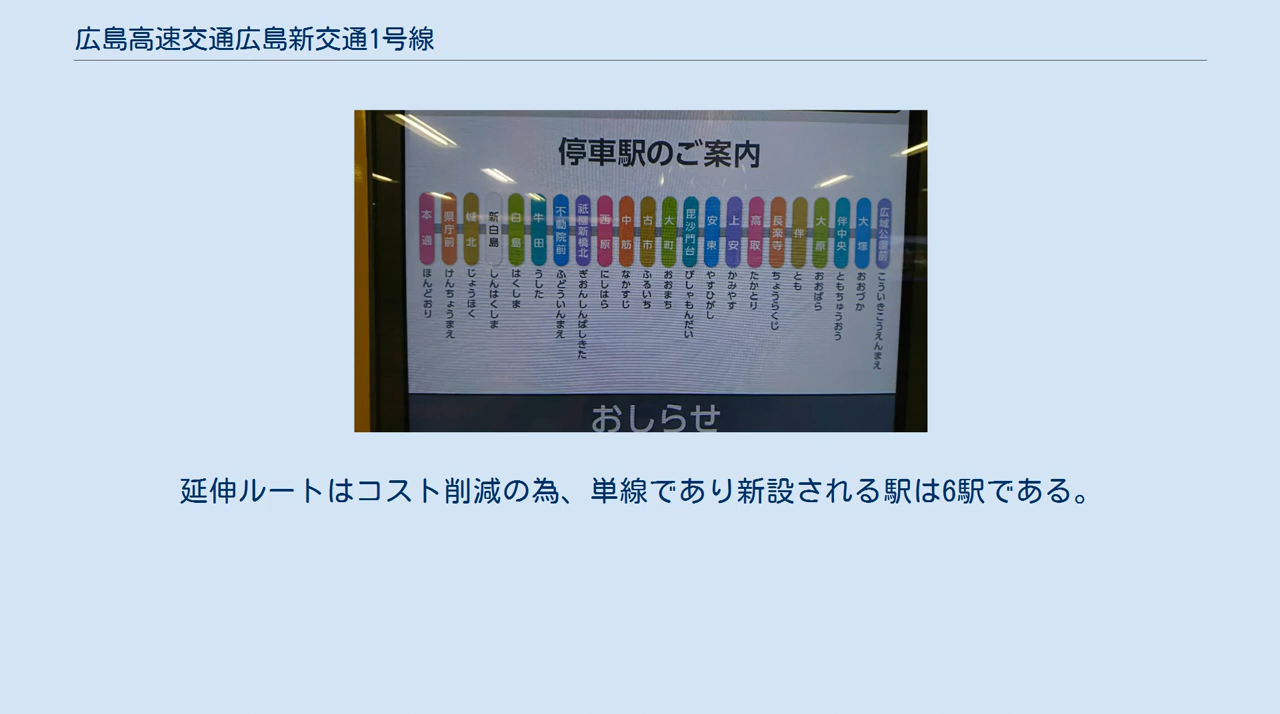 広島高速交通広島新交通1号線
停車駅のご案内
本通 県庁前 城北 新白島 白島 牛田 不動院前 祇園新橋北 西原 中筋 古市 大町 毘沙門台 安東 上安 高取 長楽寺 伴 大原 伴中央 大塚 広域公園前
ほんどおり けんちょうまえ じょうほく しんはくしま はくしま うした ふどういんまえ ぎおんしんばしきた にしはら なかすじ ふるいち おおまち びしゃもんだい やすひがし かみやす たかとり ちょうらくじ とも おおばら ともちゅうおう おおづか こういきこうえんまえ
おしらせ
延伸ルートはコスト削減の為、単線であり新設される駅は6駅である。